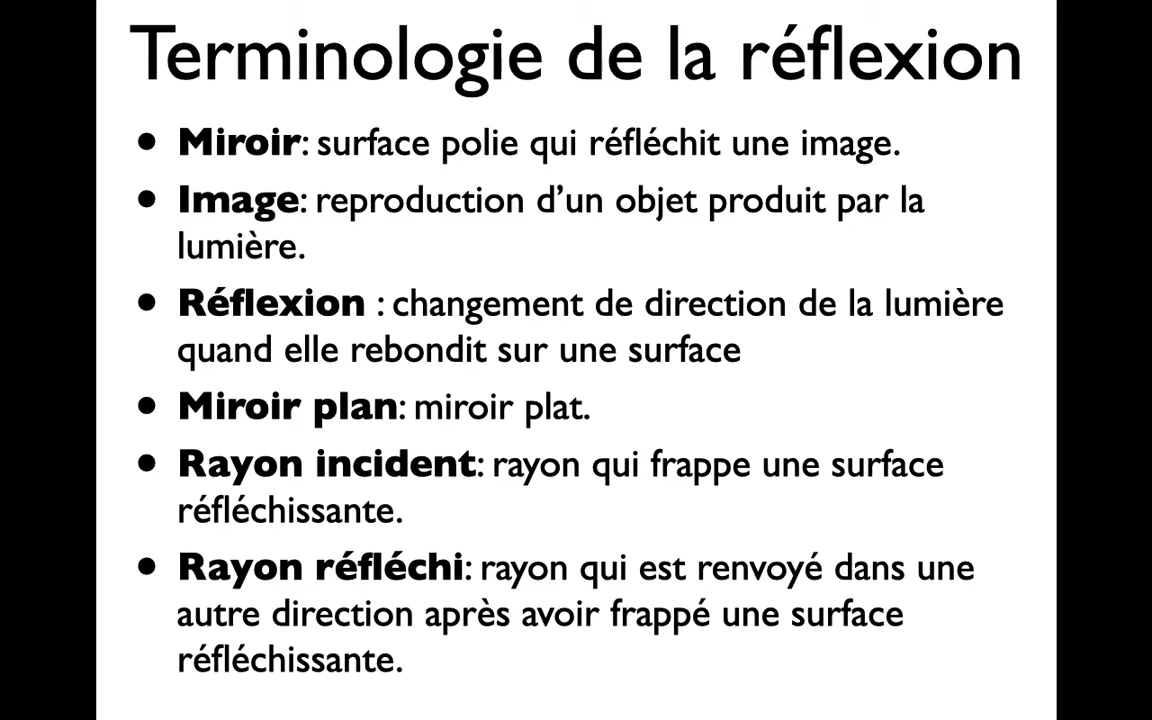 Terminologie de la réflexion
• Miroir: surface polie qui réfléchit une image.
• Image: reproduction d’un objet produit par la
lumière.
• Réflexion : changement de direction de la lumière
quand elle rebondit sur une surface
• Miroir plan: miroir plat.
• Rayon incident: rayon qui frappe une surface
réfléchissante.
• Rayon réfléchi: rayon qui est renvoyé dans une
autre direction après avoir frappé une surface
réfléchissante.